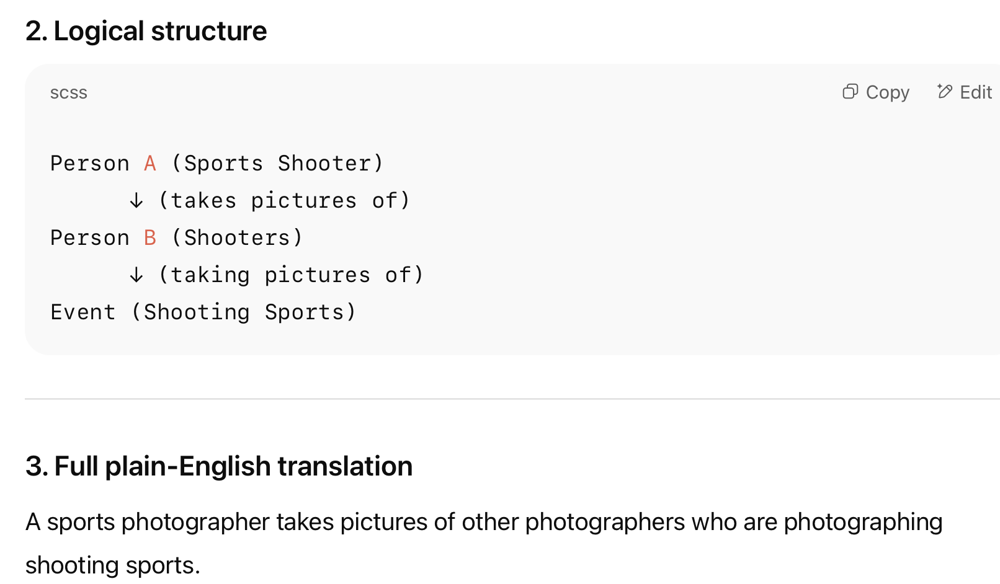 2. Logical structure
scss
Copy Edit
Person A (Sports Shooter)
↓ (takes pictures of)
Person B (Shooters)
↓ (taking pictures of)
Event (Shooting Sports)
3. Full plain-English translation
A sports photographer takes pictures of other photographers who are photographing
shooting sports.